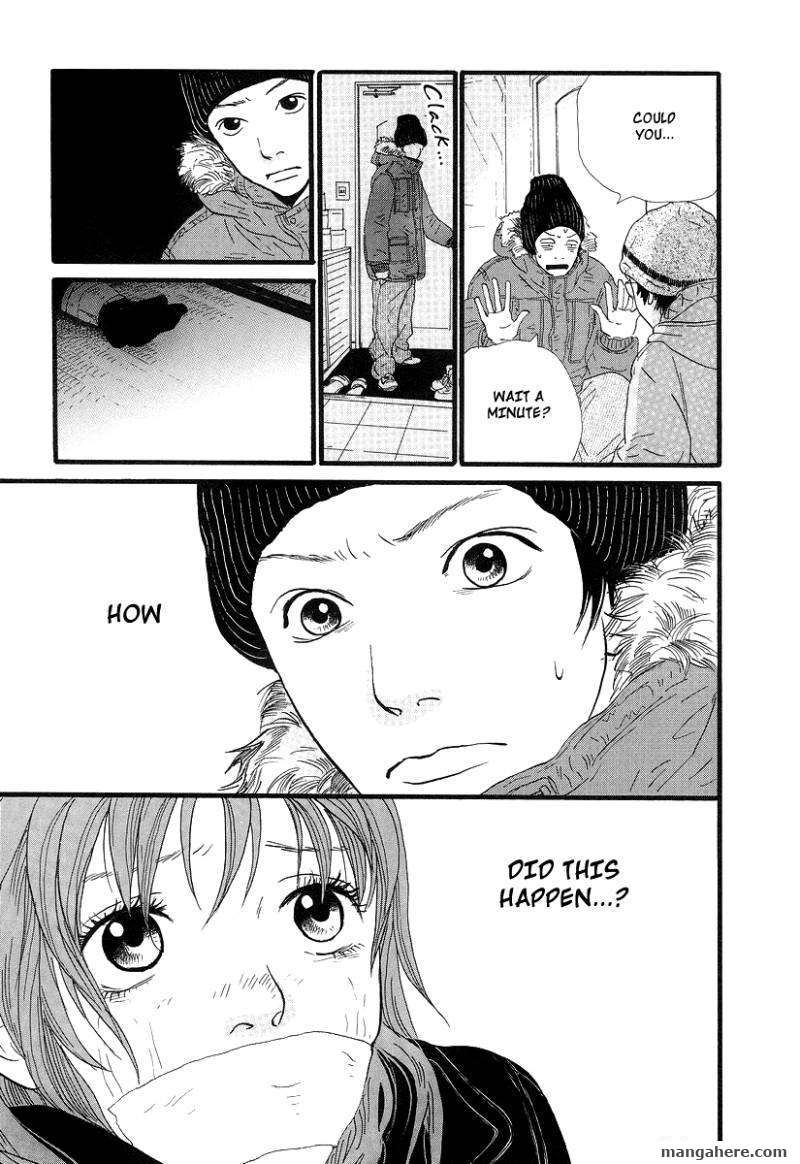 COULD
YOU...
WAIT A
MINUTE?
Clack...
HOW
DID THIS
HAPPEN...?
mangahere.com